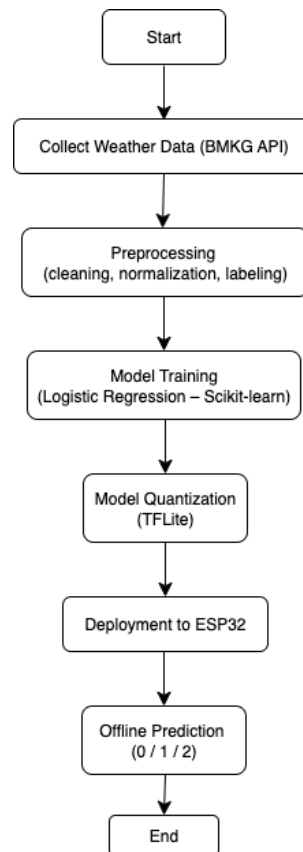 Start
Collect Weather Data (BMKG API)
Preprocessing
(cleaning, normalization, labeling)
Model Training
(Logistic Regression – Scikit-learn)
Model Quantization
(TFLite)
Deployment to ESP32
Offline Prediction
(0 / 1 / 2)
End